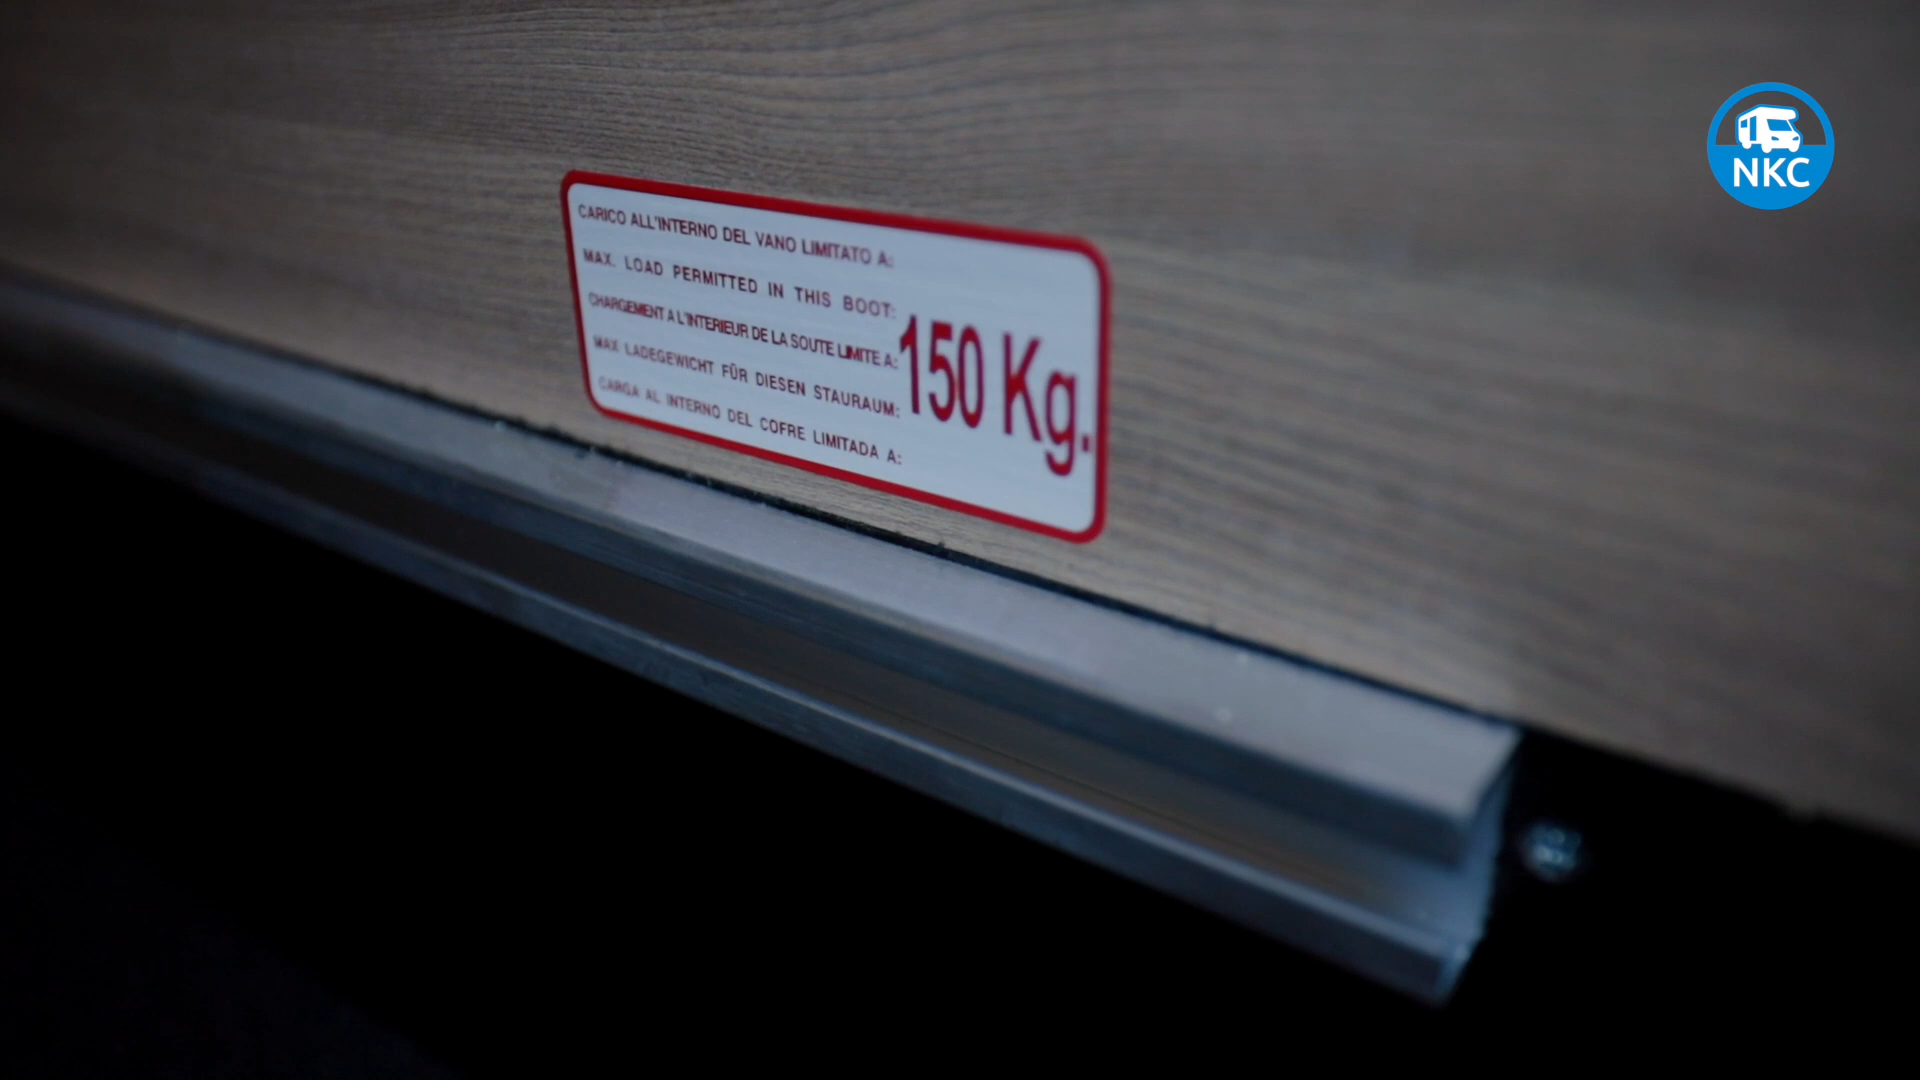 CARICO ALL'INTERNO DEL VANO LIMITATO A:
MAX. LOAD PERMITTED IN THIS BOOT:
CHARGEMENT A L'INTERIEUR DE LA SOUTE LIMITE A:
MAX LADEGEWICHT FÜR DIESEN STAURAUM:
CARGA AL INTERNO DEL COFRE LIMITADA A:
150 Kg.
NKC